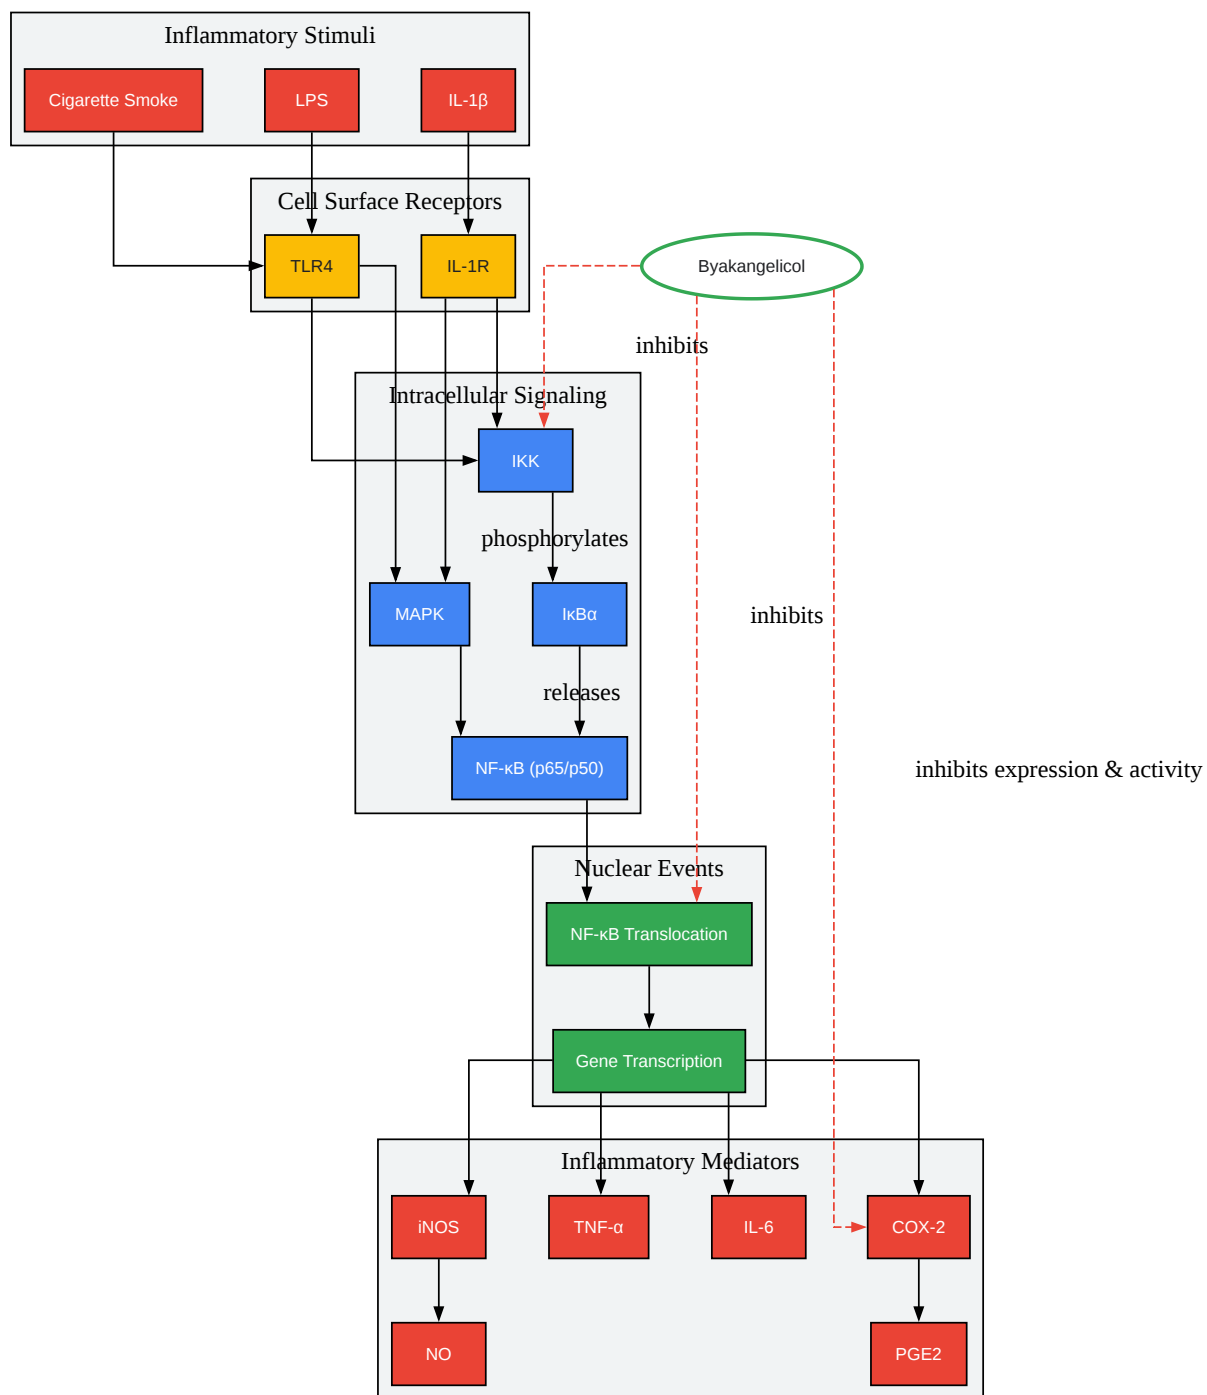 Inflammatory Stimuli
Cigarette Smoke
LPS
IL-1β
Cell Surface Receptors
TLR4
IL-1R
Byakangelicol
inhibits
Intracellular Signaling
IKK
phosphorylates
MAPK
IκBα
inhibits
releases
NF-κB (p65/p50)
inhibits expression & activity
Nuclear Events
NF-κB Translocation
Gene Transcription
Inflammatory Mediators
iNOS
TNF-α
IL-6
COX-2
NO
PGE2